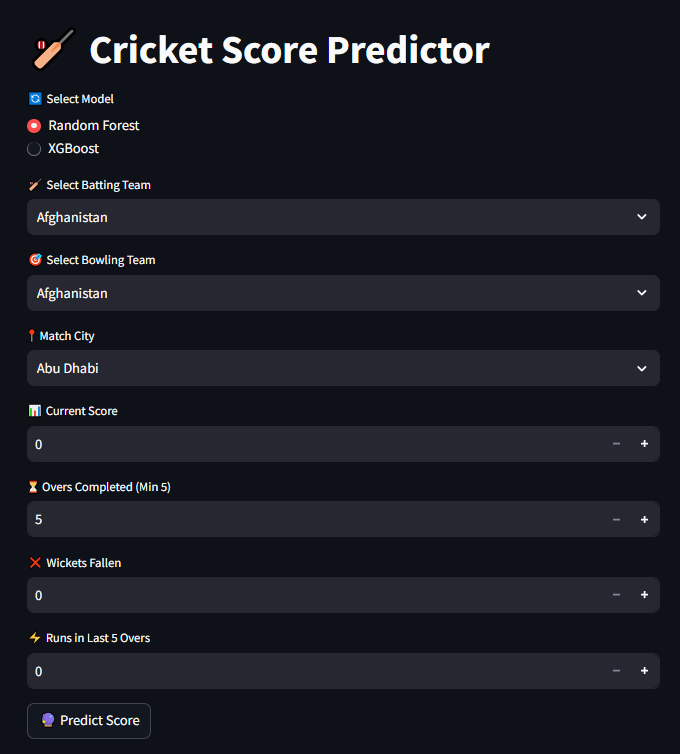 Cricket Score Predictor
Select Model
Random Forest
XGBoost
Select Batting Team
Afghanistan
Select Bowling Team
Afghanistan
Match City
Abu Dhabi
Current Score
0
Overs Completed (Min 5)
5
Wickets Fallen
0
Runs in Last 5 Overs
0
Predict Score